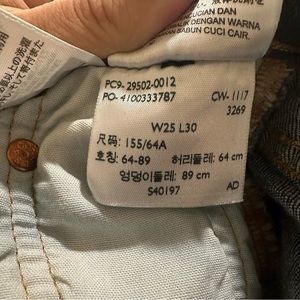 CUCIAN DAN
DENGAN WARNA
SABUN CUCI CAIR.
PC9-29502-0012
PO-4100333787
CW-1117
3269
W25 L30
尺码: 155/64A
호칭: 64-89 허리둘레: 64 cm
엉덩이둘레: 89 cm
S40197 AD